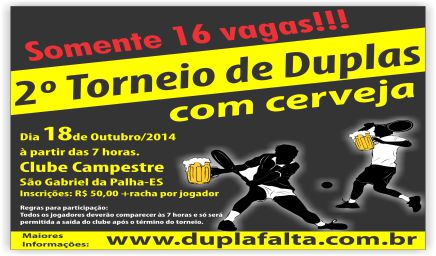 Somente 16 vagas!!!
2º Torneio de Duplas
com cerveja
Dia 18 de Outubro/2014
à partir das 7 horas.
Clube Campestre
São Gabriel da Palha-ES
Inscrições: R$ 50,00 +racha por jogador
Regras para participação:
Todos os jogadores deverão comparecer às 7 horas e só será
permitida a saída do clube após o término do torneio.
Maiores
Informações:
www.duplafalta.com.br